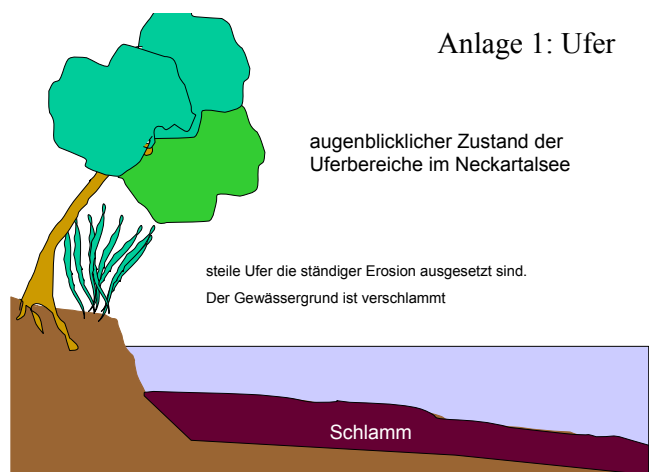 Anlage 1: Ufer
augenblicklicher Zustand der
Uferbereiche im Neckartalsee
steile Ufer die ständiger Erosion ausgesetzt sind.
Der Gewässergrund ist verschlammt
Schlamm